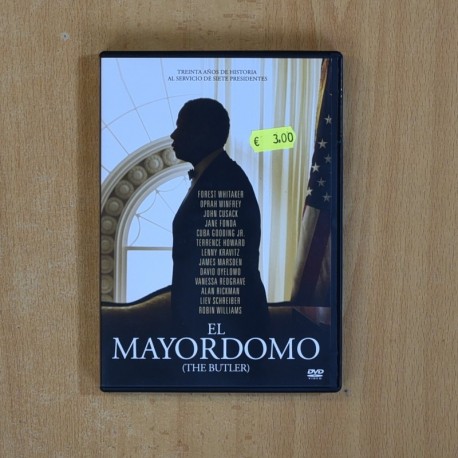 TREINTA AÑOS DE HISTORIA
AL SERVICIO DE SIETE PRESIDENTES
€ 3.00
FOREST WHITAKER
OPRAH WINFREY
JOHN CUSACK
JANE FONDA
CUBA GOODING JR.
TERRENCE HOWARD
LENNY KRAVITZ
JAMES MARSDEN
DAVID OYELOWO
VANESSA REDGRAVE
ALAN RICKMAN
LIEV SCHREIBER
ROBIN WILLIAMS
EL
MAYORDOMO
(THE BUTLER)
DVD
VIDEO